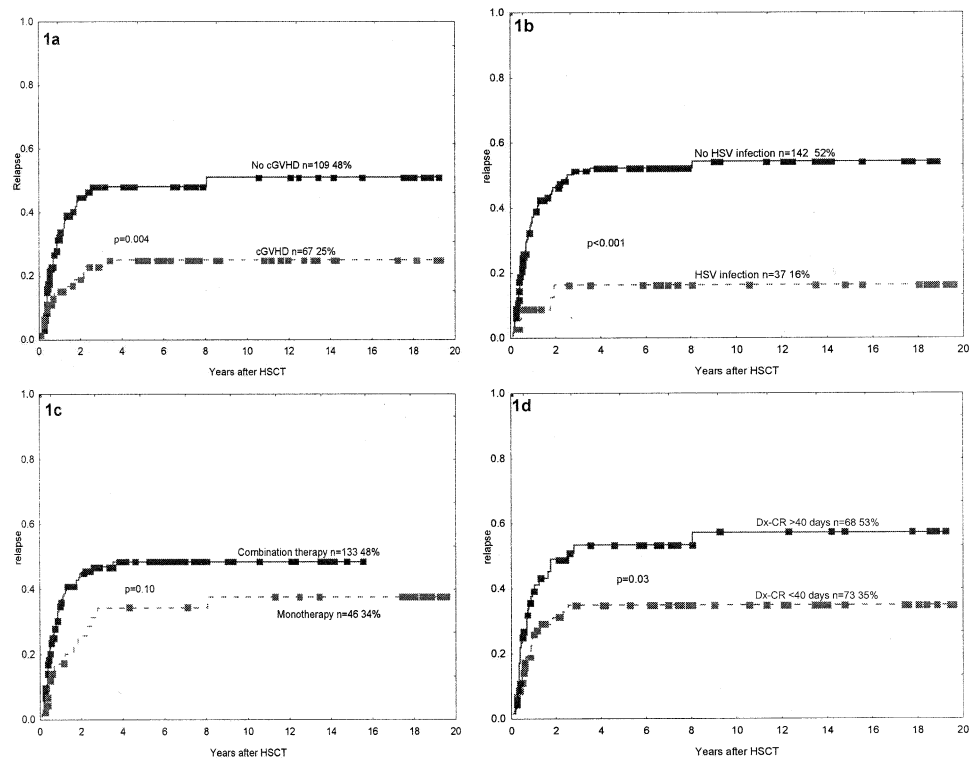 1a
1.0
0.8
0.6
0.4
0.2
0.0
Relapse
No cGVHD n=109 48%
p=0.004
cGVHD n=67 25%
0 2 4 6 8 10 12 14 16 18 20
Years after HSCT
1b
1.0
0.8
0.6
0.4
0.2
0.0
relapse
No HSV infection n=142 52%
p<0.001
HSV infection n=37 16%
0 2 4 6 8 10 12 14 16 18 20
Years after HSCT
1c
1.0
0.8
0.6
0.4
0.2
0.0
relapse
Combination therapy n=133 48%
p=0.10
Monotherapy n=46 34%
0 2 4 6 8 10 12 14 16 18 20
Years after HSCT
1d
1.0
0.8
0.6
0.4
0.2
0.0
relapse
Dx-CR >40 days n=68 53%
p=0.03
Dx-CR <40 days n=73 35%
0 2 4 6 8 10 12 14 16 18 20
Years after HSCT